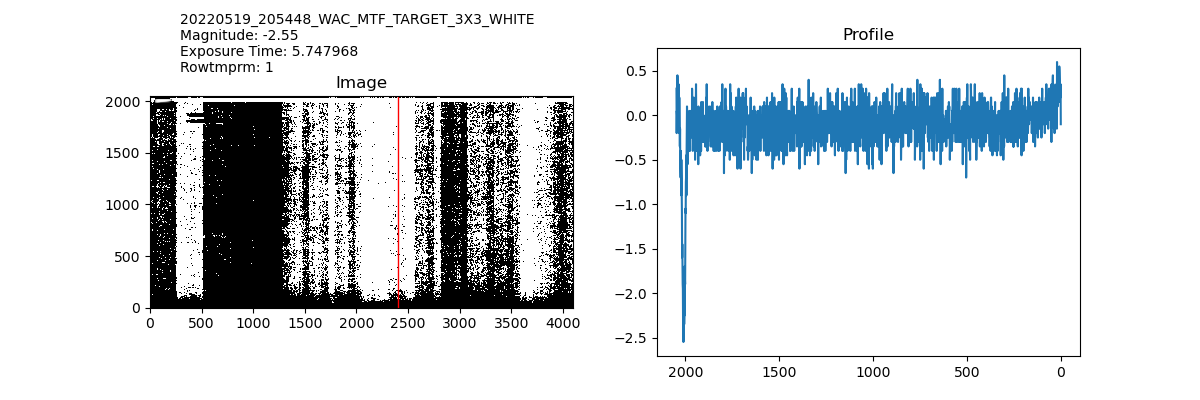 20220519_205448_WAC_MTF_TARGET_3X3_WHITE
Magnitude: -2.55
Exposure Time: 5.747968
Rowtmprm: 1
Image
2000
1500
1000
500
0
0 500 1000 1500 2000 2500 3000 3500 4000
Profile
0.5
0.0
−0.5
−1.0
−1.5
−2.0
−2.5
2000 1500 1000 500 0